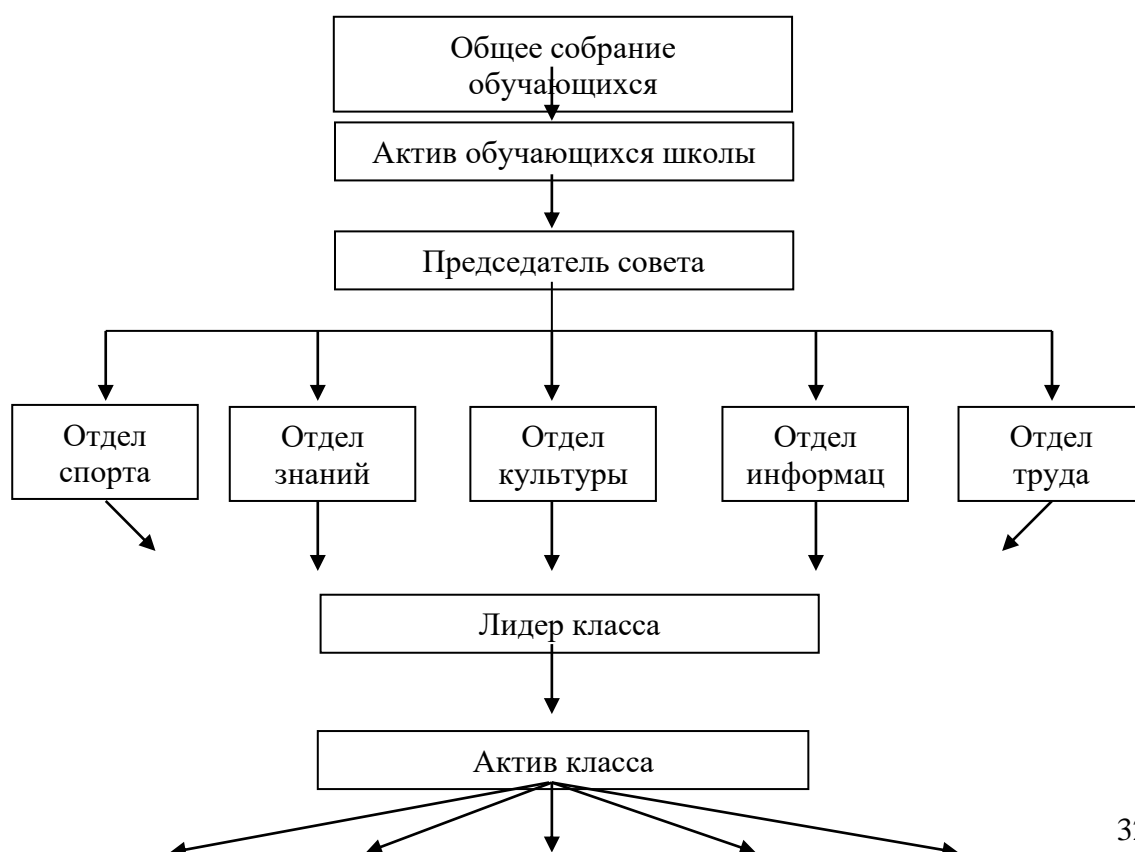 Общее собрание
обучающихся
Актив обучающихся школы
Председатель совета
Отдел
спорта
Отдел
знаний
Отдел
культуры
Отдел
информац
Отдел
труда
Лидер класса
Актив класса